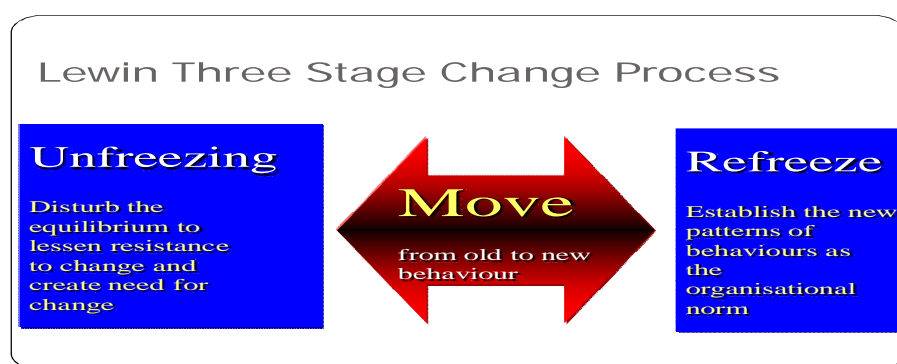 Lewin Three Stage Change Process
Unfreezing
Disturb the
equilibrium to
lessen resistance
to change and
create need for
change
Move
from old to new
behaviour
Refreeze
Establish the new
patterns of
behaviours as
the
organisational
norm